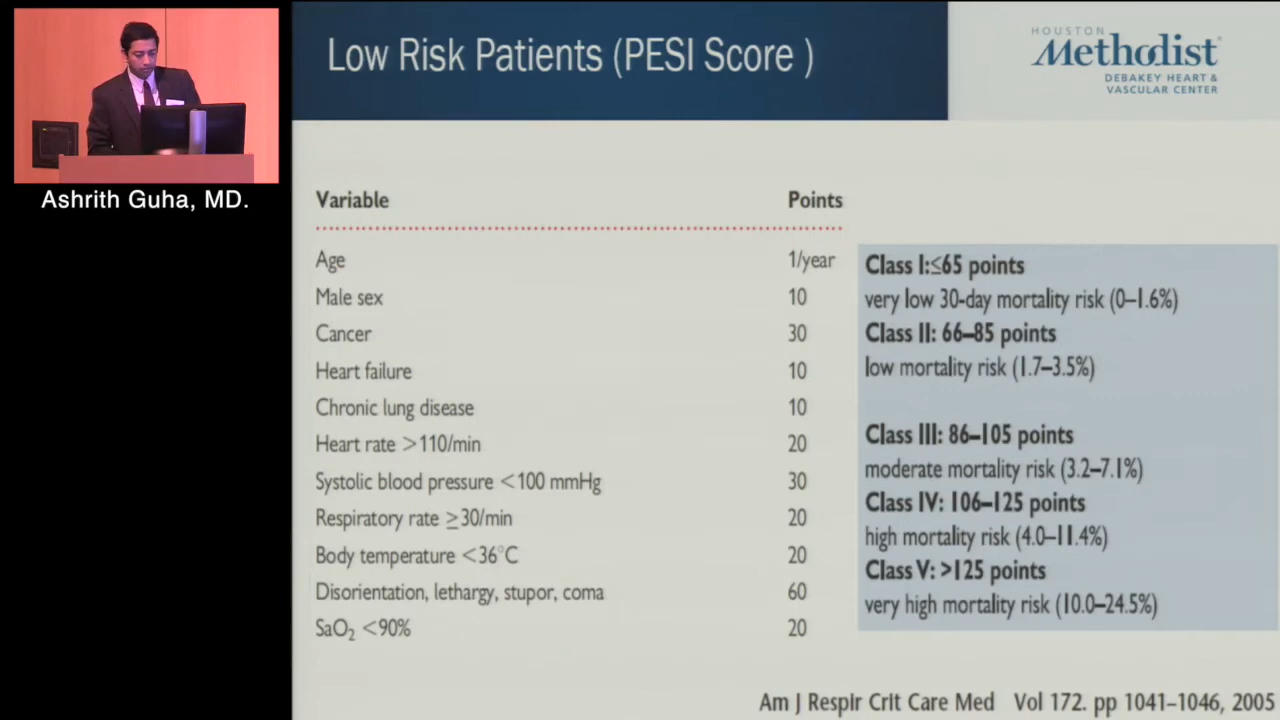 Low Risk Patients (PESI Score )
HOUSTON
Methodist®
DEBAKEY HEART &
VASCULAR CENTER
Ashrith Guha, MD.
Variable Points
Age 1/year
Male sex 10
Cancer 30
Heart failure 10
Chronic lung disease 10
Heart rate >110/min 20
Systolic blood pressure <100 mmHg 30
Respiratory rate ≥30/min 20
Body temperature <36°C 20
Disorientation, lethargy, stupor, coma 60
SaO₂ <90% 20
Class I:≤65 points
very low 30-day mortality risk (0–1.6%)
Class II: 66–85 points
low mortality risk (1.7–3.5%)
Class III: 86–105 points
moderate mortality risk (3.2–7.1%)
Class IV: 106–125 points
high mortality risk (4.0–11.4%)
Class V: >125 points
very high mortality risk (10.0–24.5%)
Am J Respir Crit Care Med Vol 172. pp 1041–1046, 2005